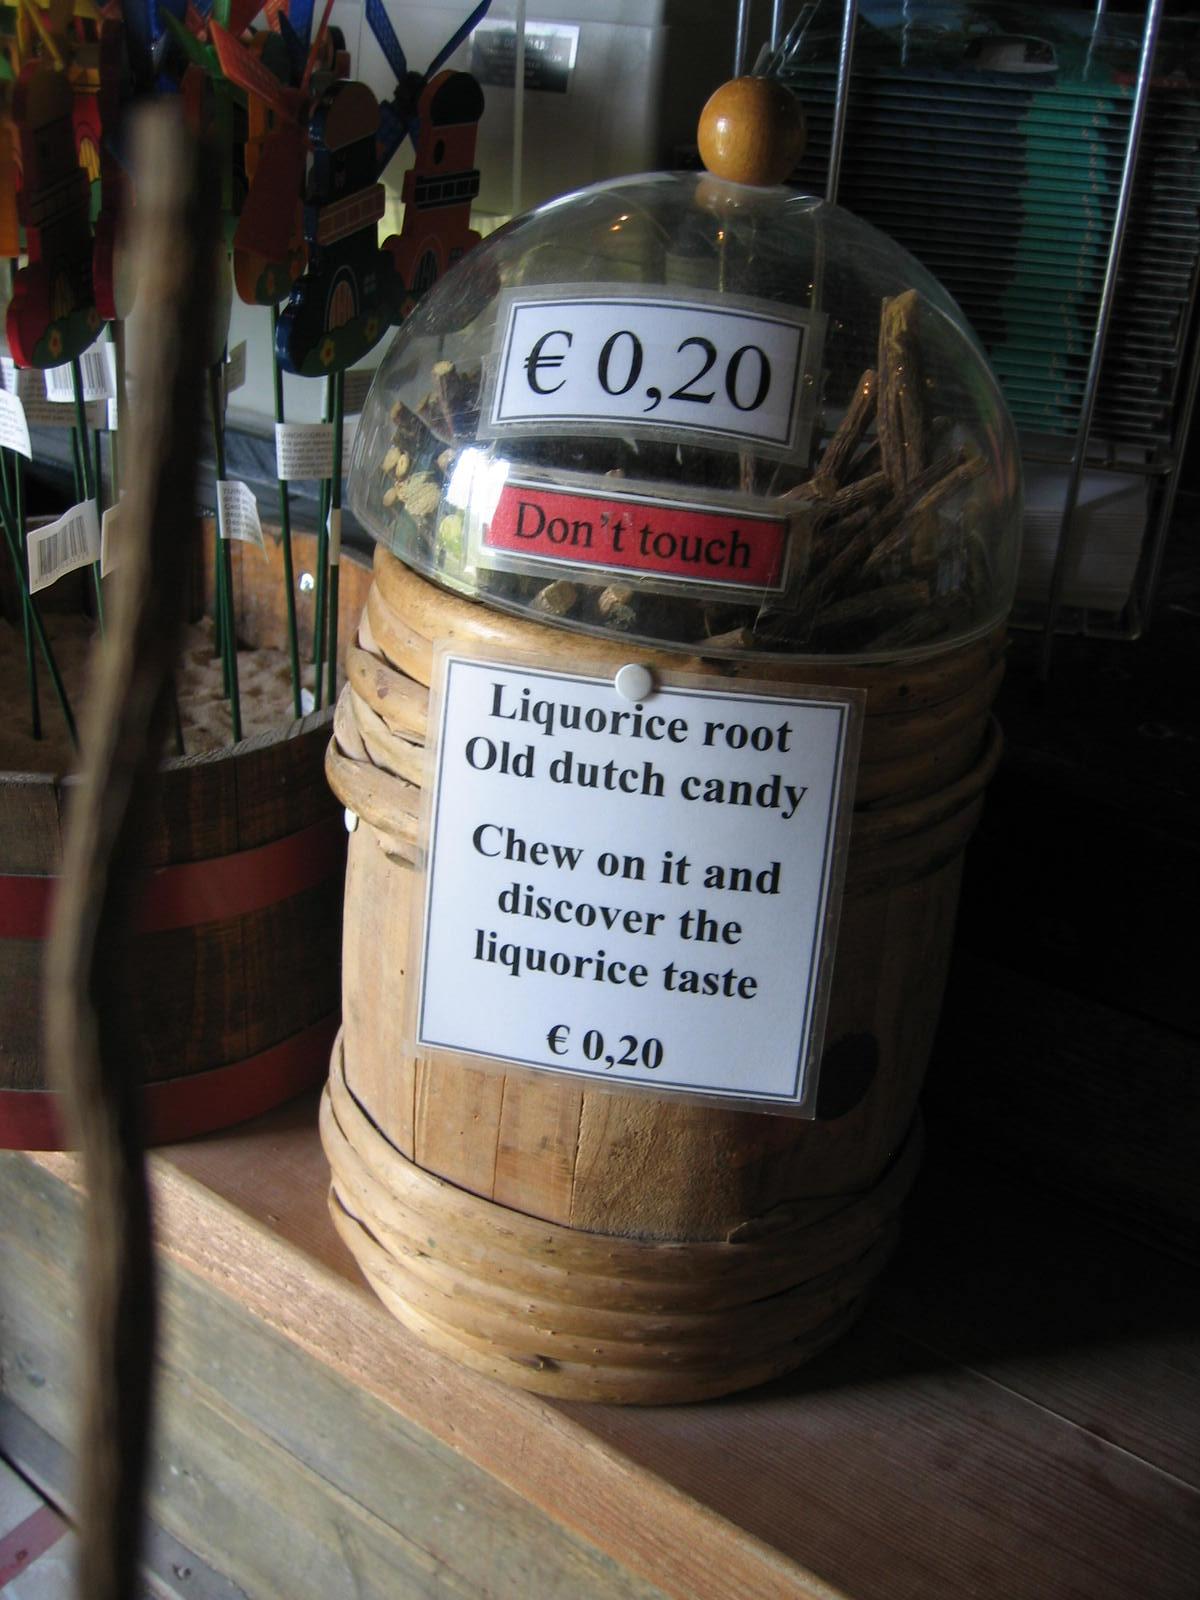 € 0,20
Don't touch
Liquorice root
Old dutch candy
Chew on it and
discover the
liquorice taste
€ 0,20